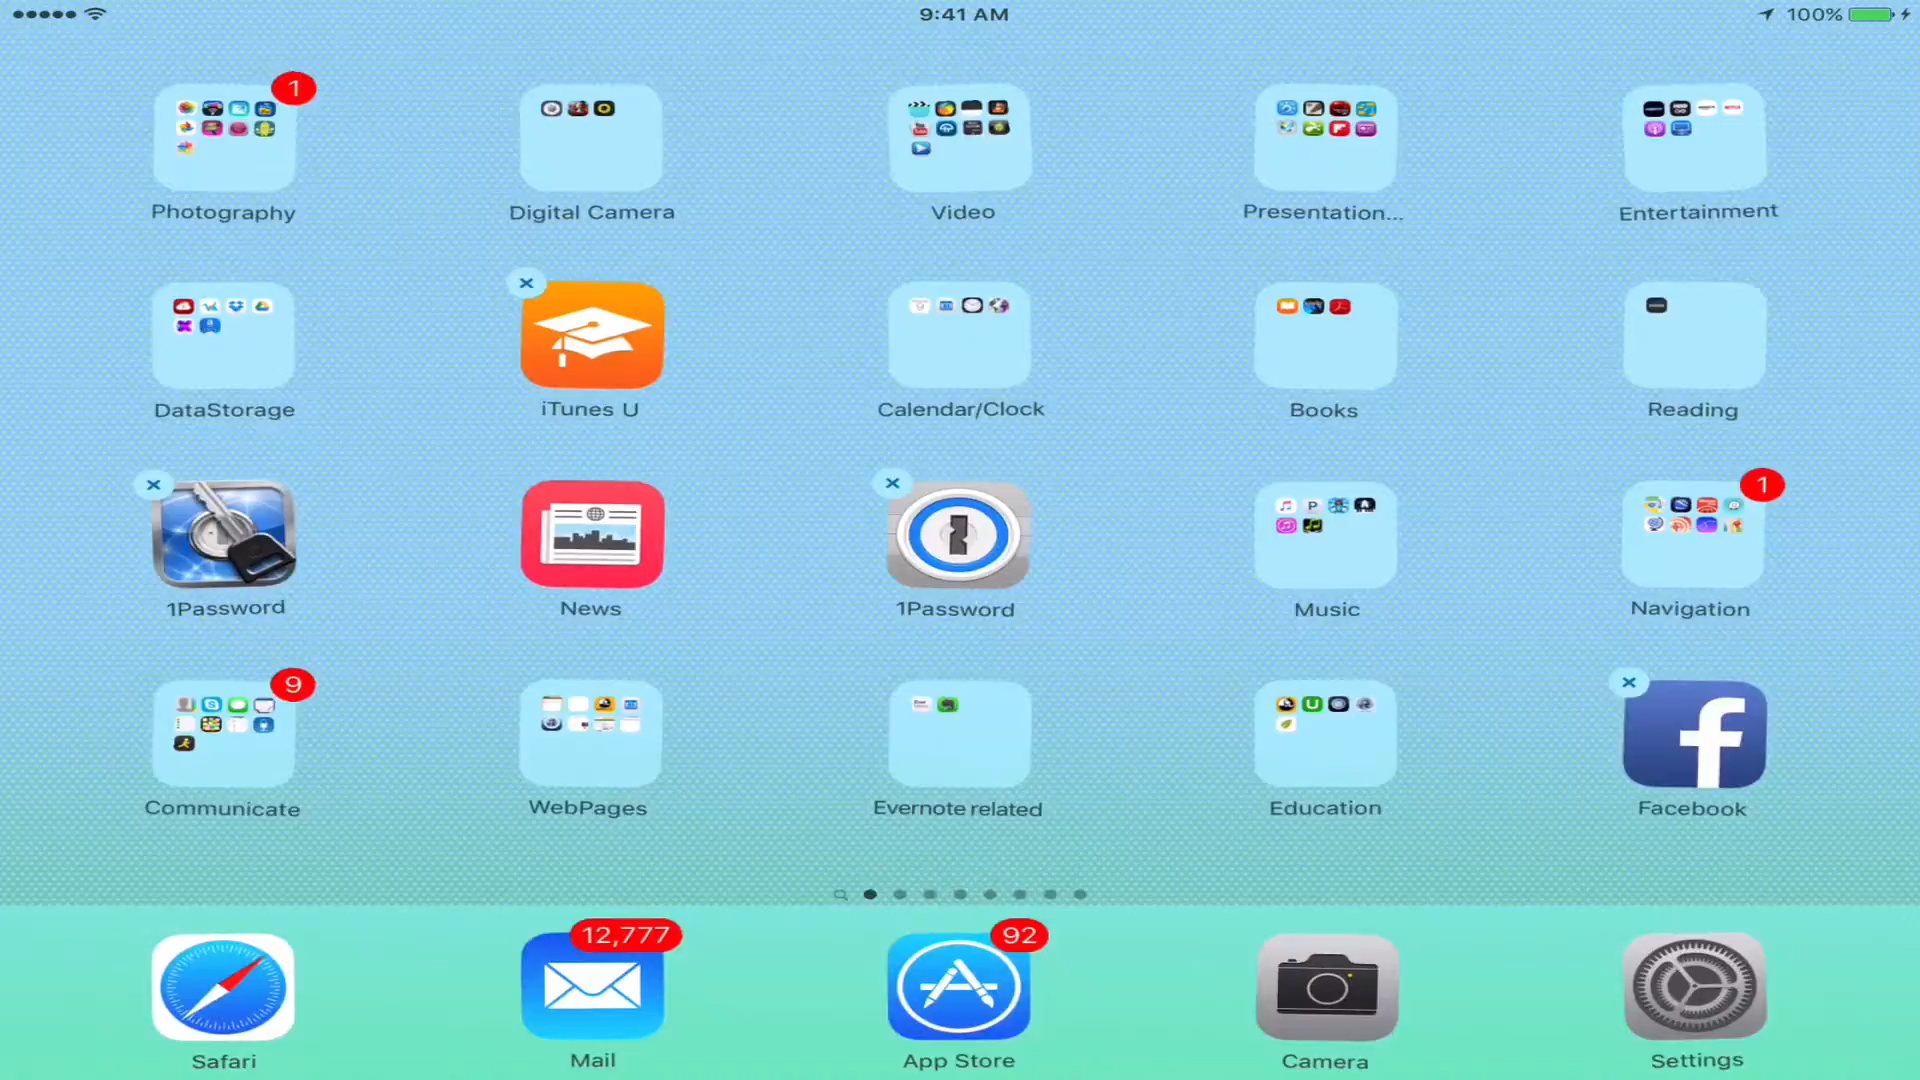 9:41 AM
100%
1
Photography
Digital Camera
Video
Presentation...
Entertainment
DataStorage
iTunes U
Calendar/Clock
Books
Reading
1
1Password
News
1Password
Music
Navigation
9
Communicate
WebPages
Evernote related
Education
Facebook
12,777
92
Safari
Mail
App Store
Camera
Settings